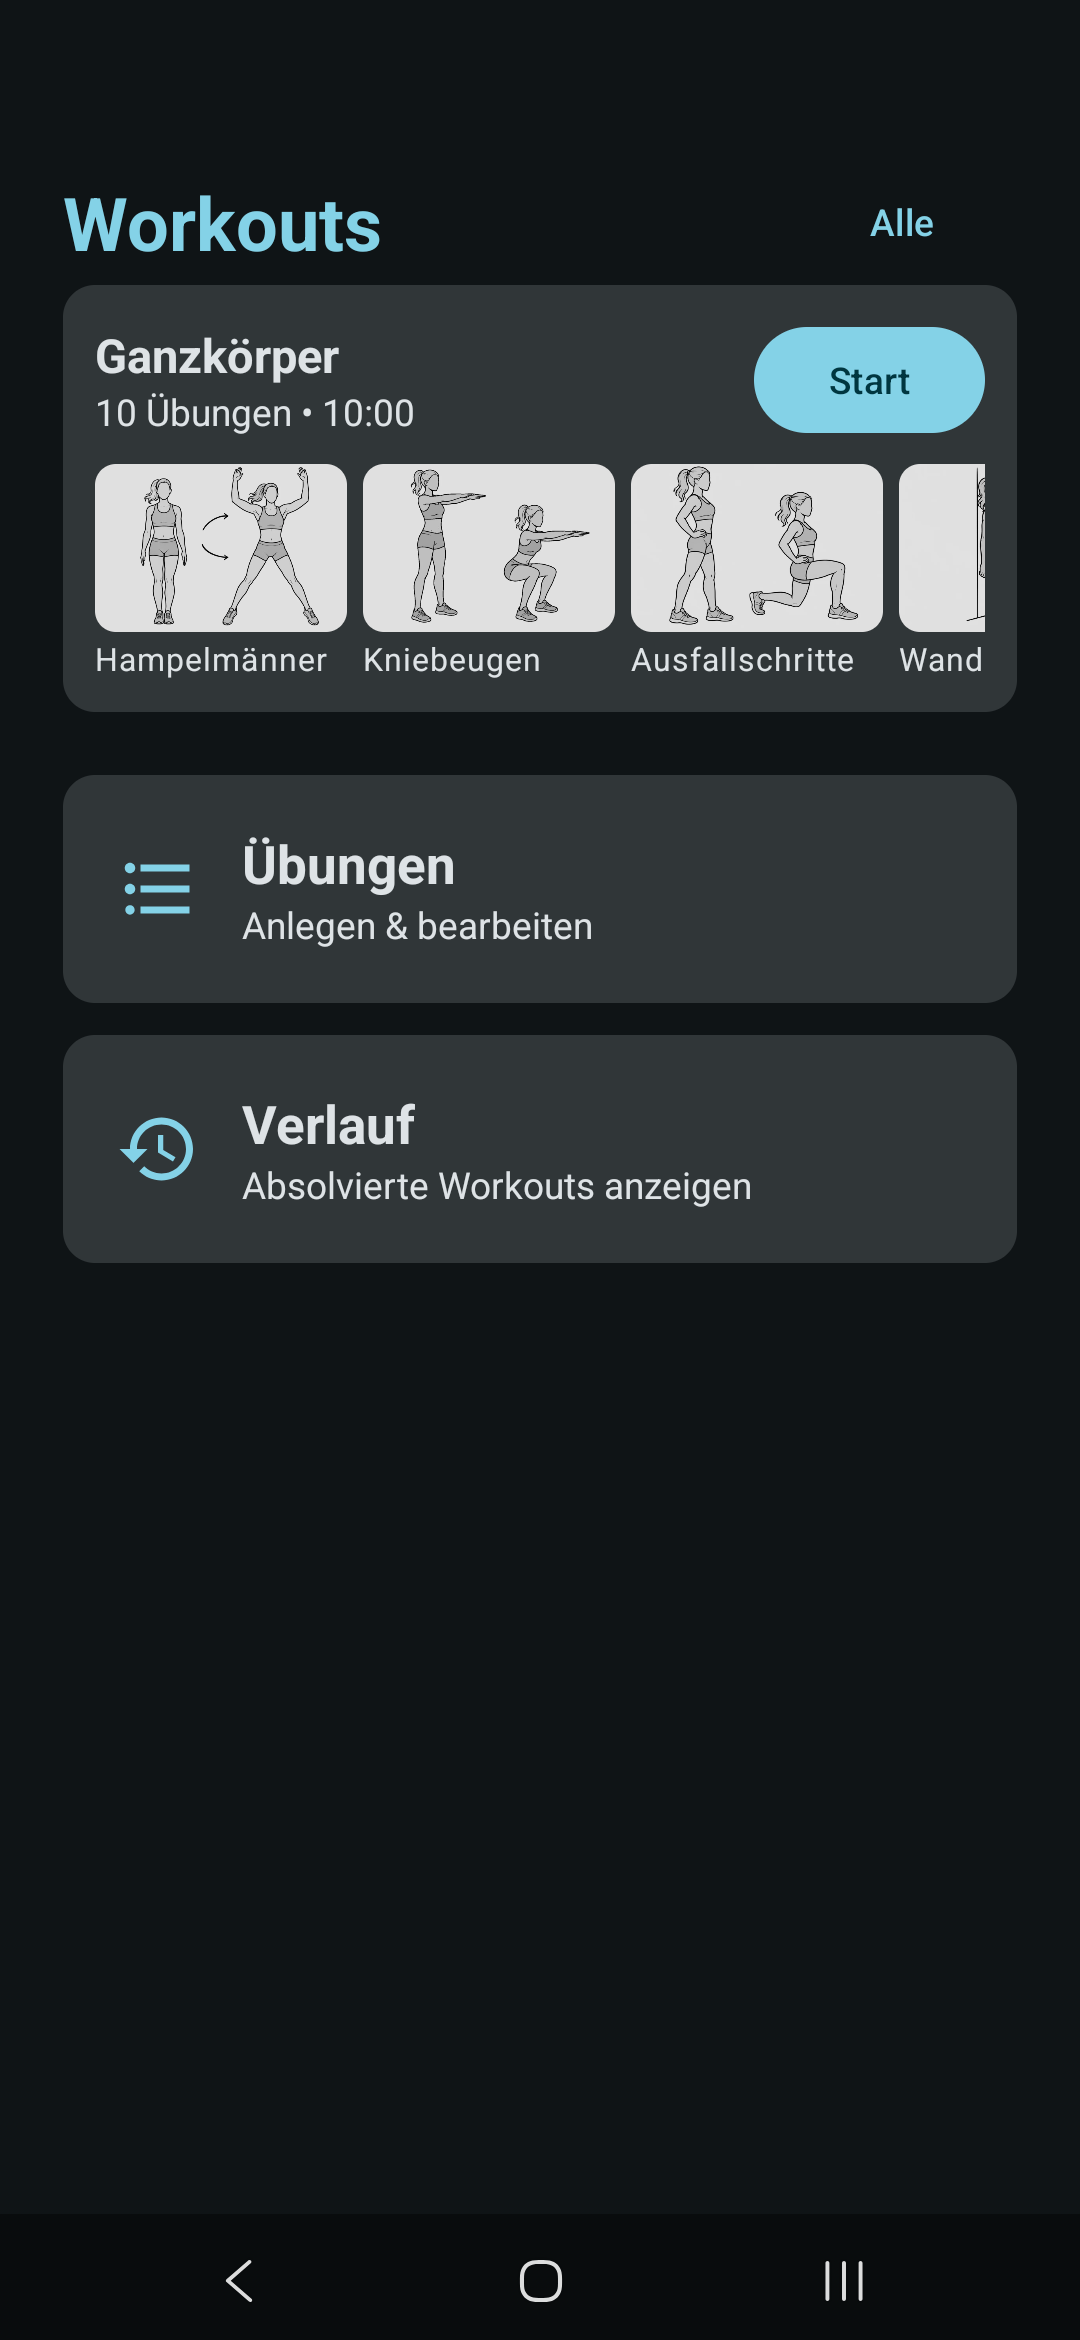 Workouts
Alle
Ganzkörper
10 Übungen • 10:00
Start
Hampelmänner
Kniebeugen
Ausfallschritte
Wand
Übungen
Anlegen & bearbeiten
Verlauf
Absolvierte Workouts anzeigen